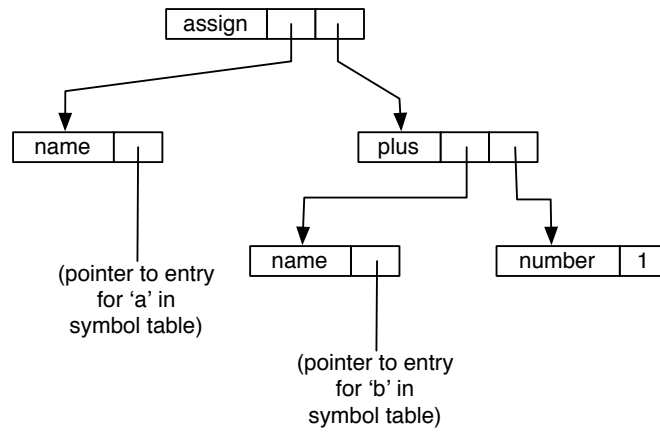 assign
name
plus
name
number 1
(pointer to entry
for ‘a’ in
symbol table)
(pointer to entry
for ‘b’ in
symbol table)